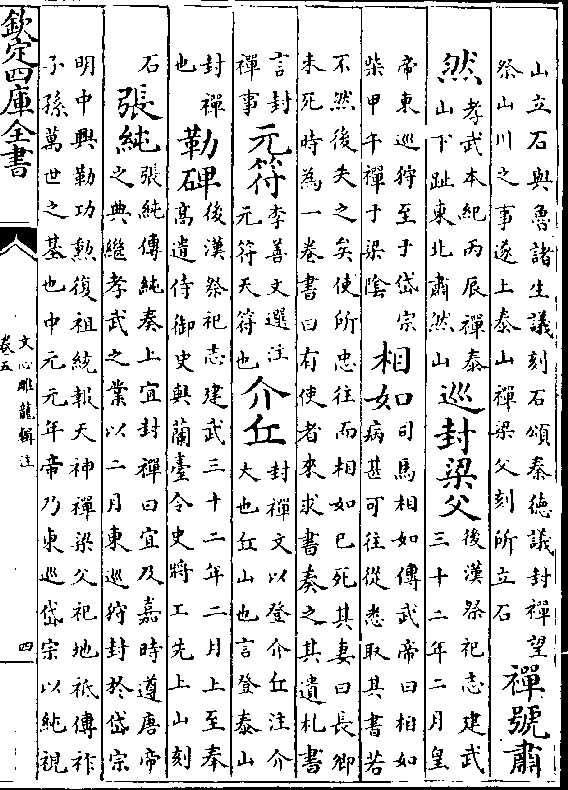 山立石與魯諸生議刻石頌秦德議封禪望
祭山川之事遂上泰山禪梁父刻所立石
禪號肅
然
孝武本紀丙辰禪泰
山下趾東北肅然山
巡封梁父
後漢祭祀志建武
三十二年二月皇
帝東巡狩至于岱宗
柴甲午禪于梁陰
相如
司馬相如傳武帝曰相如
病甚可往從悉取其書若
不然後失之矣使所忠往而相如已死其妻曰長卿
未死時為一卷書曰有使者來求書奏之其遺札書
言封
禪事
元符
李善文選注
元符天符也
介丘
封禪文以登介丘注介
大也丘山也言登泰山
封禪
也
勒碑
後漢祭祀志建武三十二年二月上至奉
高遣侍御史與蘭臺令史將工先上山刻
石
張純
張純傳純奏上宜封禪曰宜及嘉時遵唐帝
之典繼孝武之業以二月東巡狩封於岱宗
明中興勒功勲復祖統報天神禪梁父祀地祇傳祚
子孫萬世之基也中元元年帝乃東巡岱宗以純視
欽定四庫全書
文心雕龍輯注
卷五
四